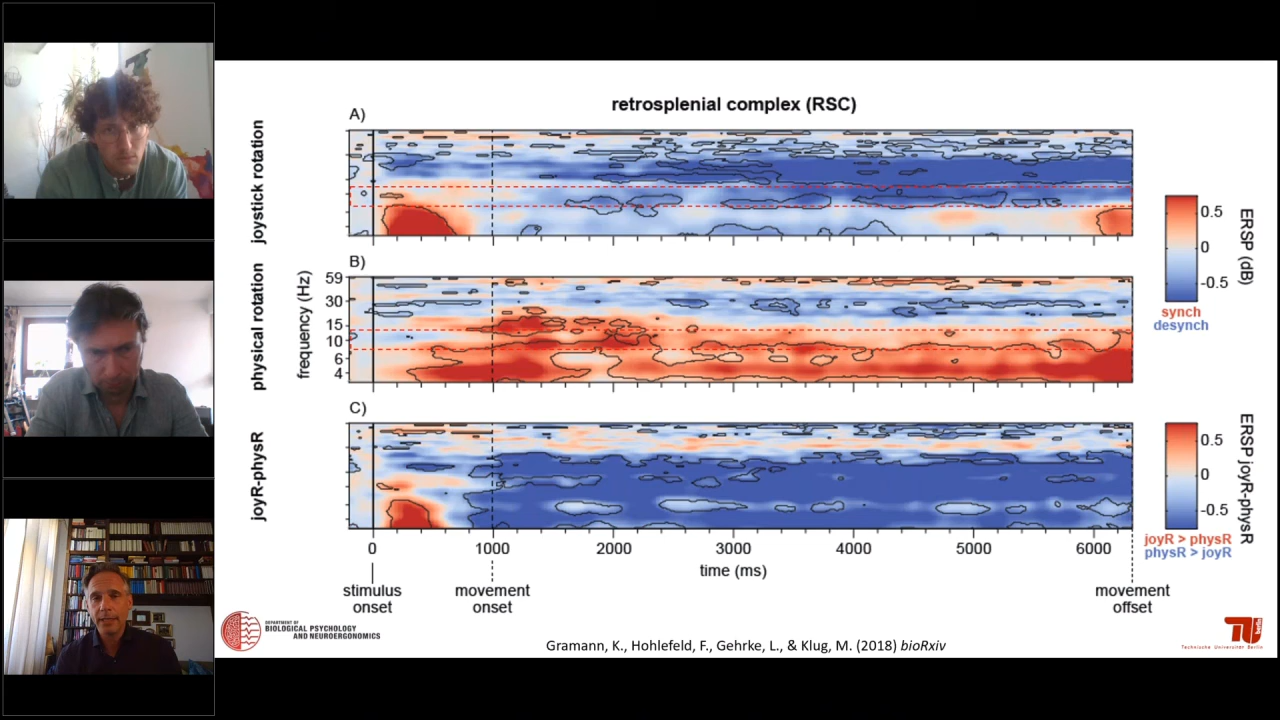 retrosplenial complex (RSC)
A)
joystick rotation
0.5
0
-0.5
ERSP (dB)
synch
desynch
B)
physical rotation
frequency (Hz)
59
30
15
10
6
4
C)
joyR-physR
0.5
0
-0.5
ERSP joyR-physR
joyR > physR
physR > joyR
0 1000 2000 3000 4000 5000 6000
time (ms)
stimulus
onset
movement
onset
movement
offset
DEPARTMENT OF
BIOLOGICAL PSYCHOLOGY
AND NEUROERGONOMICS
Gramann, K., Hohlefeld, F., Gehrke, L., & Klug, M. (2018) bioRxiv
TU
berlin
Technische Universität Berlin